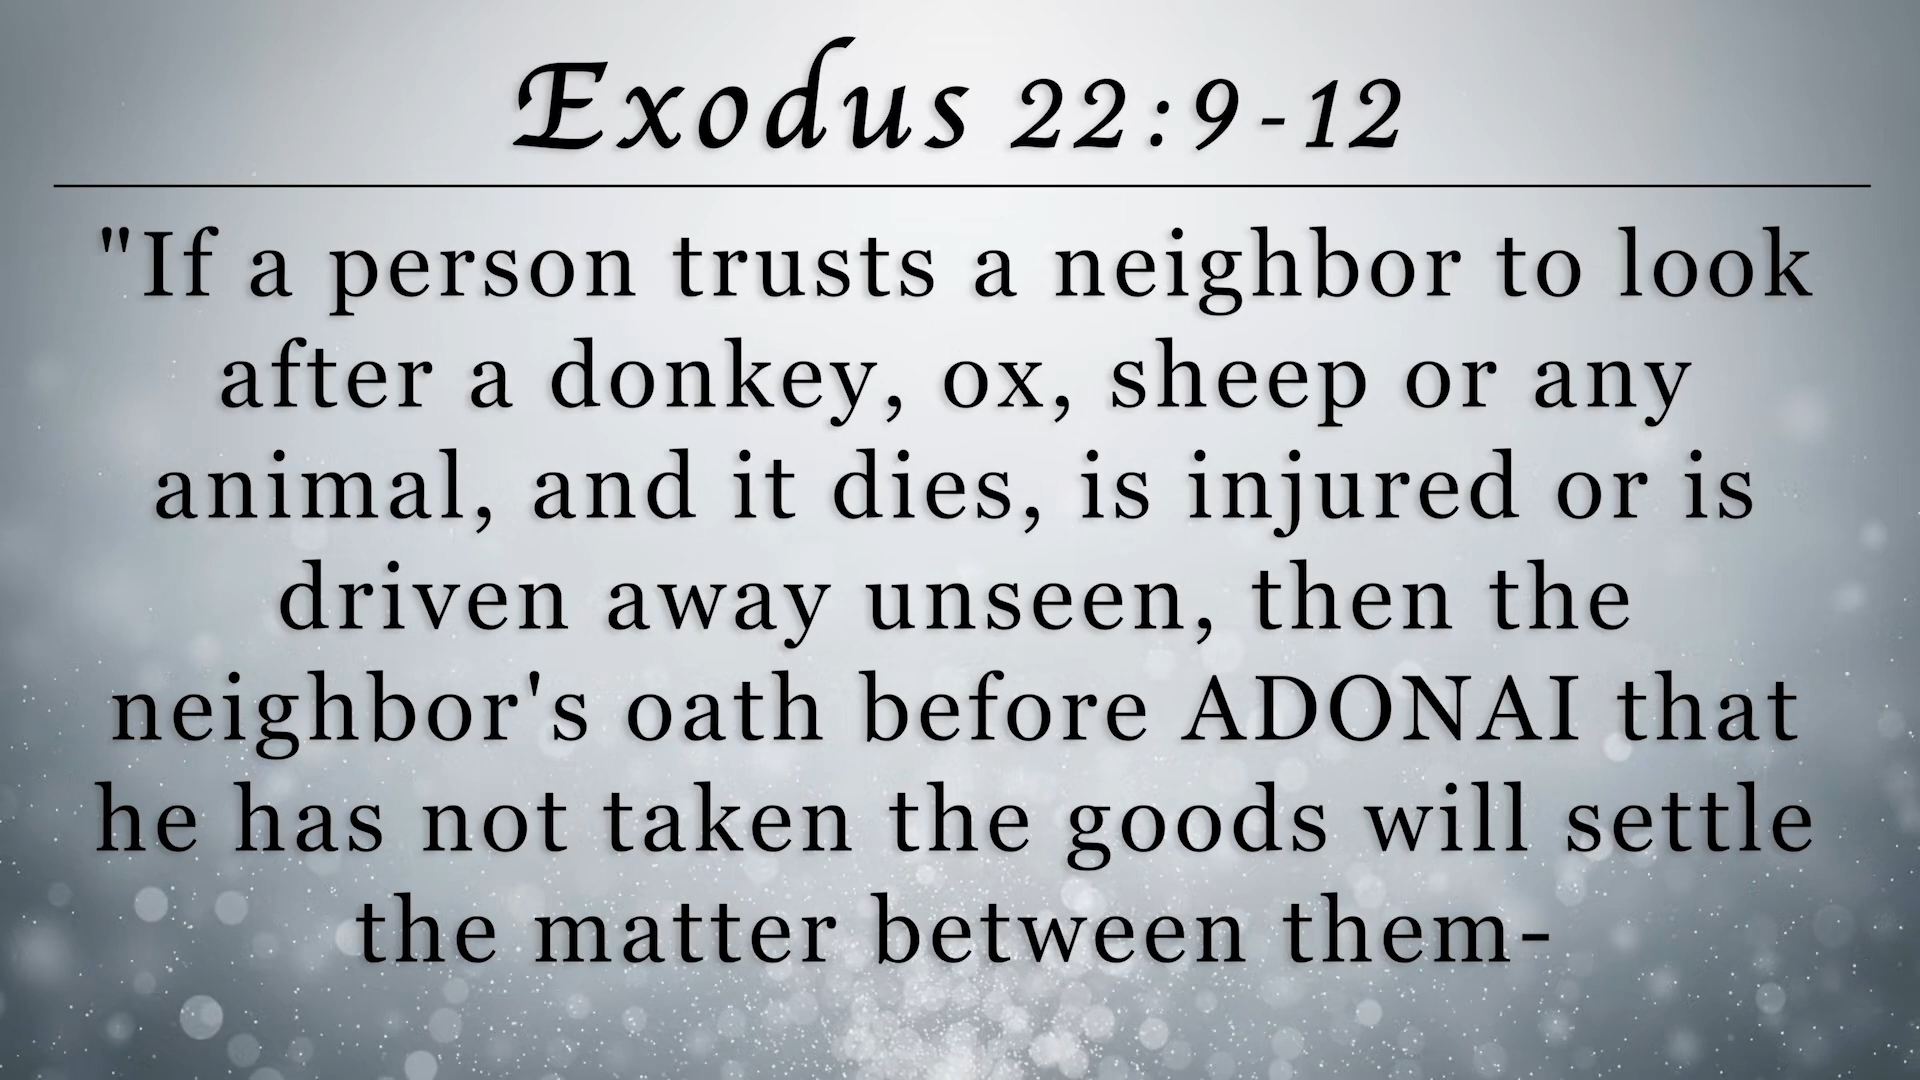 Exodus 22:9-12
"If a person trusts a neighbor to look
after a donkey, ox, sheep or any
animal, and it dies, is injured or is
driven away unseen, then the
neighbor's oath before ADONAI that
he has not taken the goods will settle
the matter between them-